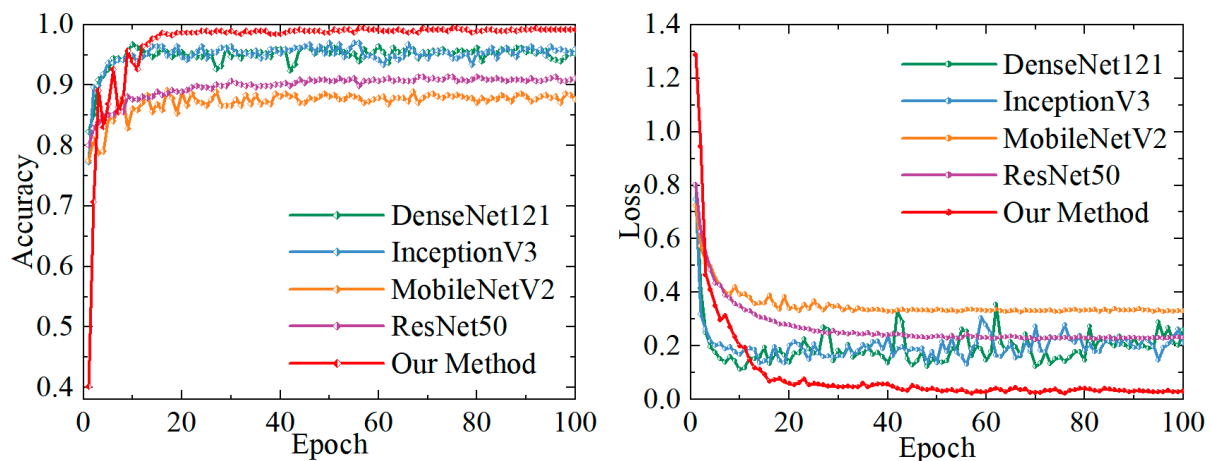 1.0
0.9
0.8
0.7
0.6
0.5
0.4
Accuracy
0 20 40 60 80 100
Epoch
DenseNet121
InceptionV3
MobileNetV2
ResNet50
Our Method
1.4
1.2
1.0
0.8
0.6
0.4
0.2
0.0
Loss
0 20 40 60 80 100
Epoch
DenseNet121
InceptionV3
MobileNetV2
ResNet50
Our Method